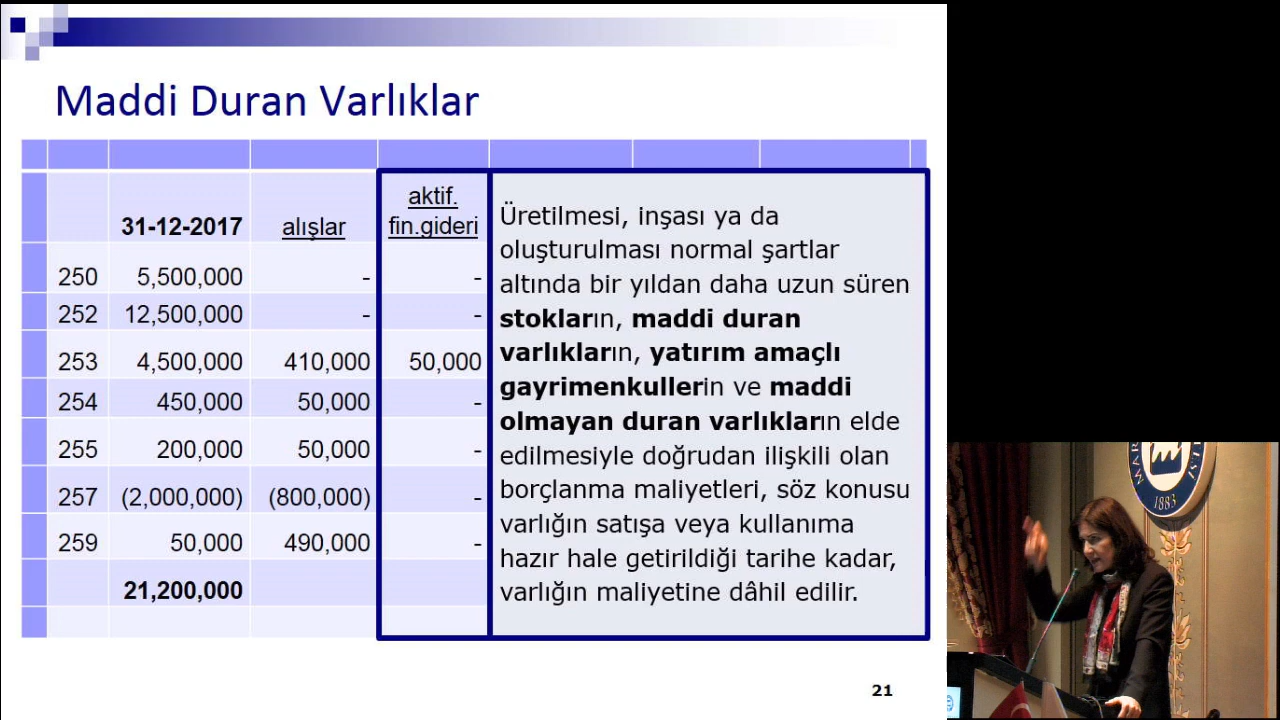 Maddi Duran Varlıklar
31-12-2017 alışlar aktif. fin.gideri
250 5,500,000 - -
252 12,500,000 - -
253 4,500,000 410,000 50,000
254 450,000 50,000 -
255 200,000 50,000 -
257 (2,000,000) (800,000) -
259 50,000 490,000 -
21,200,000
Üretilmesi, inşası ya da
oluşturulması normal şartlar
altında bir yıldan daha uzun süren
stokların, maddi duran
varlıkların, yatırım amaçlı
gayrimenkullerin ve maddi
olmayan duran varlıkların elde
edilmesiyle doğrudan ilişkili olan
borçlanma maliyetleri, söz konusu
varlığın satışa veya kullanıma
hazır hale getirildiği tarihe kadar,
varlığın maliyetine dâhil edilir.
21
1883